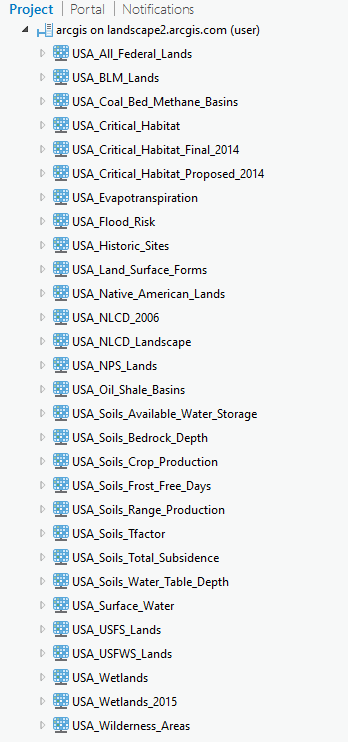 Project | Portal | Notifications
arcgis on landscape2.arcgis.com (user)
USA_All_Federal_Lands
USA_BLM_Lands
USA_Coal_Bed_Methane_Basins
USA_Critical_Habitat
USA_Critical_Habitat_Final_2014
USA_Critical_Habitat_Proposed_2014
USA_Evapotranspiration
USA_Flood_Risk
USA_Historic_Sites
USA_Land_Surface_Forms
USA_Native_American_Lands
USA_NLCD_2006
USA_NLCD_Landscape
USA_NPS_Lands
USA_Oil_Shale_Basins
USA_Soils_Available_Water_Storage
USA_Soils_Bedrock_Depth
USA_Soils_Crop_Production
USA_Soils_Frost_Free_Days
USA_Soils_Range_Production
USA_Soils_Tfactor
USA_Soils_Total_Subsidence
USA_Soils_Water_Table_Depth
USA_Surface_Water
USA_USFS_Lands
USA_USFWS_Lands
USA_Wetlands
USA_Wetlands_2015
USA_Wilderness_Areas